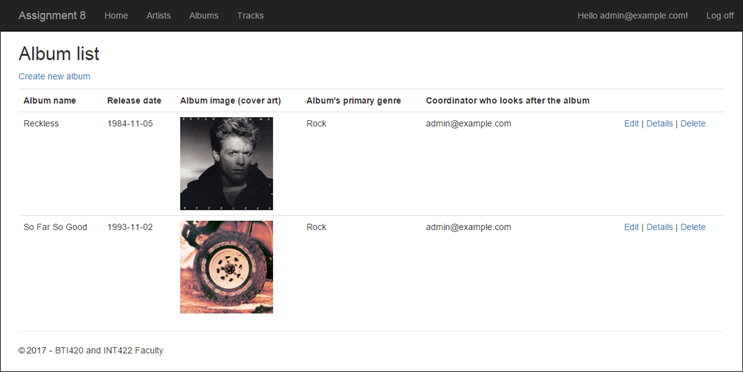 Assignment 8 Home Artists Albums Tracks Hello admin@example.com! Log off
Album list
Create new album
Album name Release date Album image (cover art) Album's primary genre Coordinator who looks after the album
Reckless 1984-11-05 Rock admin@example.com Edit | Details | Delete
So Far So Good 1993-11-02 Rock admin@example.com Edit | Details | Delete
© 2017 - BTI420 and INT422 Faculty